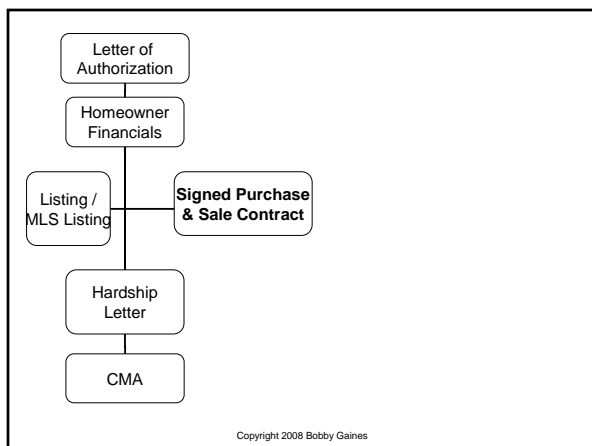 Letter of
Authorization
Homeowner
Financials
Listing /
MLS Listing
Signed Purchase
& Sale Contract
Hardship
Letter
CMA
Copyright 2008 Bobby Gaines